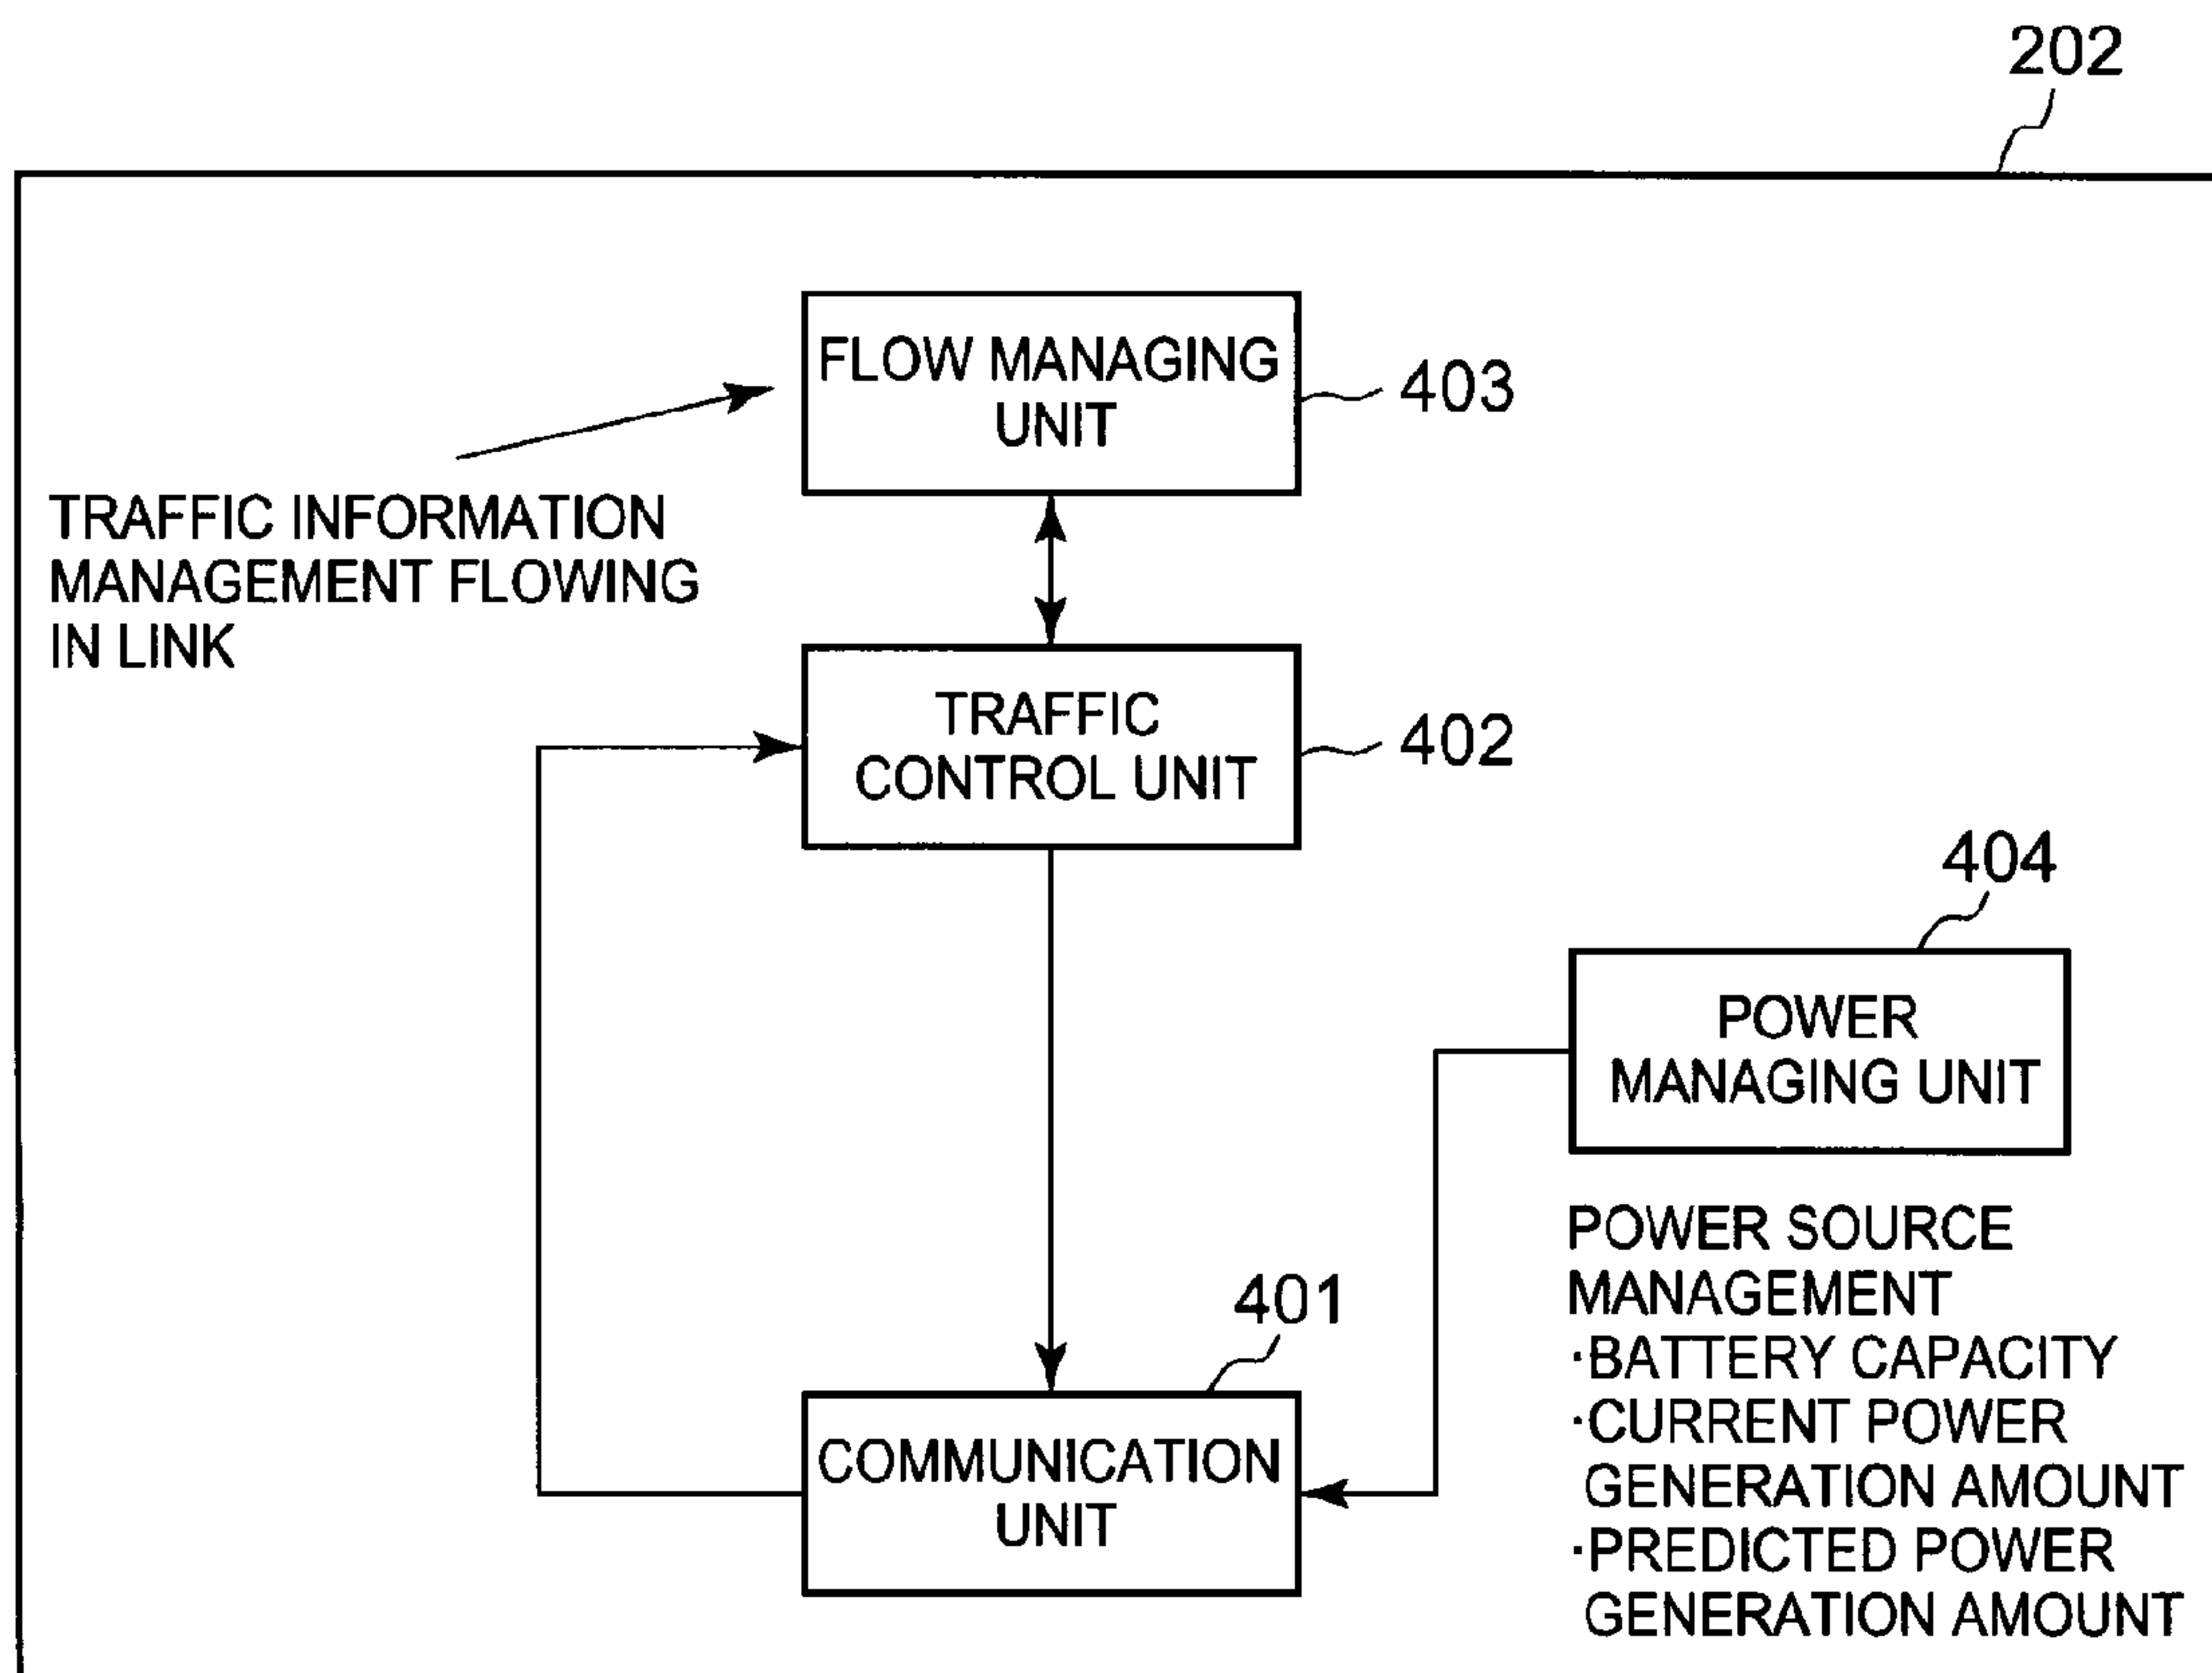 202
FLOW MANAGING
UNIT
403
TRAFFIC INFORMATION
MANAGEMENT FLOWING
IN LINK
TRAFFIC
CONTROL UNIT
402
404
POWER
MANAGING UNIT
POWER SOURCE
MANAGEMENT
·BATTERY CAPACITY
·CURRENT POWER
GENERATION AMOUNT
·PREDICTED POWER
GENERATION AMOUNT
401
COMMUNICATION
UNIT